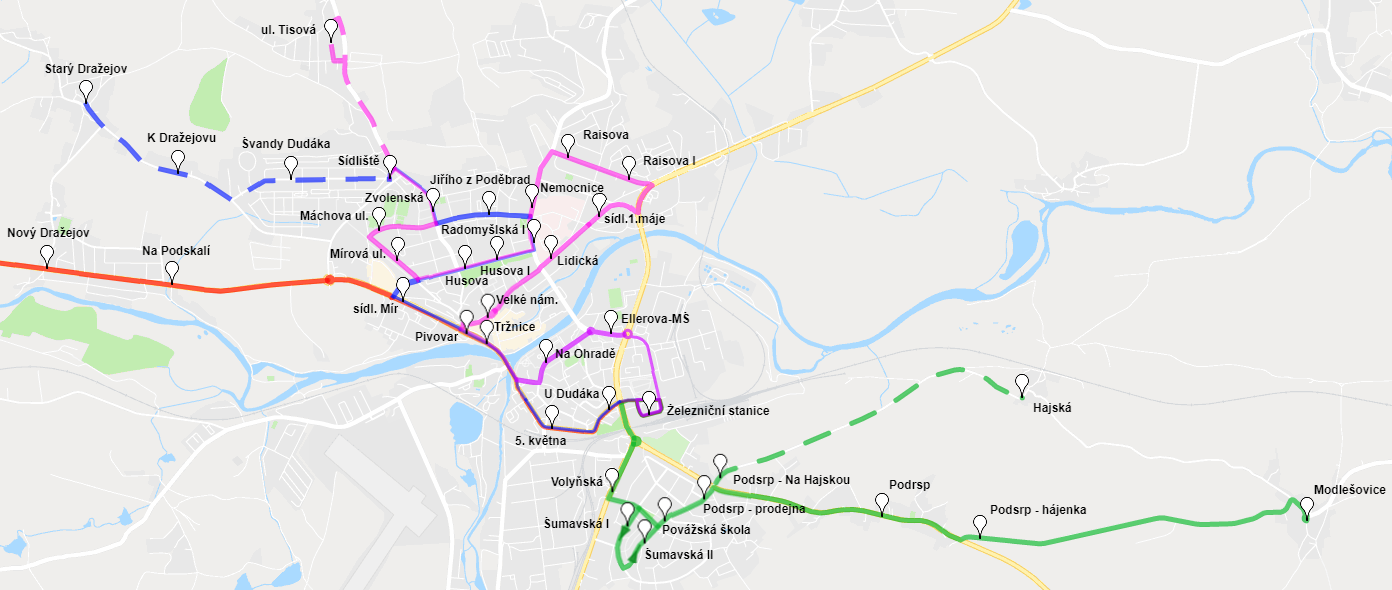 ul. Tisová
Starý Dražejov
K Dražejovu
Švandy Dudáka
Sídliště
Raisova
Raisova I
Jiřího z Poděbrad
Nemocnice
Zvolenská
Máchova ul.
sídl.1.máje
Radomyšlská I
Nový Dražejov
Na Podskalí
Mírová ul.
Lidická
Husova I
Husova
sídl. Mír
Velké nám.
Pivovar
Tržnice
Ellerova-MŠ
Na Ohradě
U Dudáka
Železniční stanice
Hajská
5. května
Volyňská
Podsrp - Na Hajskou
Podrsp
Modlešovice
Podsrp - prodejna
Podsrp - hájenka
Šumavská I
Povážská škola
Šumavská II